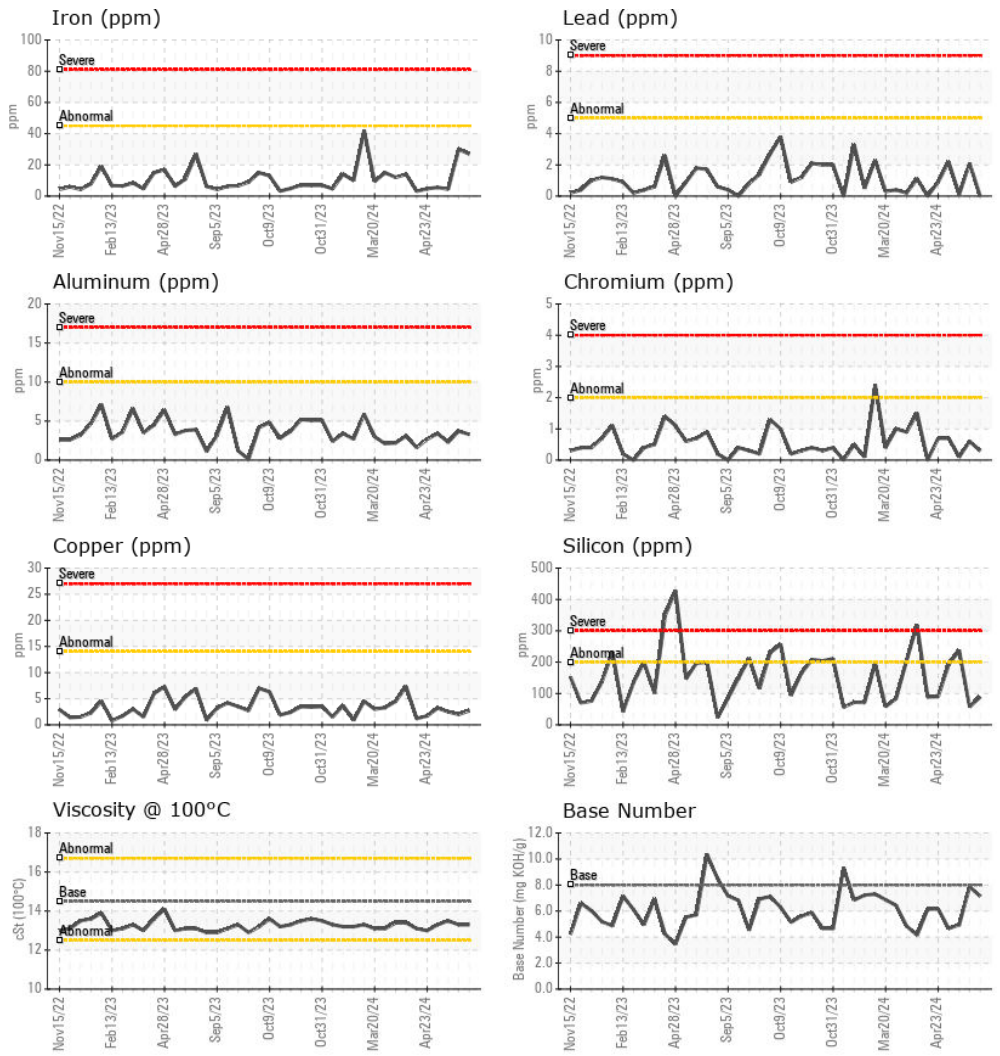 Iron (ppm)
ppm
100
80
60
40
20
0
Severe
Abnormal
Nov15/22
Feb13/23
Apr28/23
Sep5/23
Oct9/23
Oct31/23
Mar20/24
Apr23/24
Lead (ppm)
ppm
10
8
6
4
2
0
Severe
Abnormal
Nov15/22
Feb13/23
Apr28/23
Sep5/23
Oct9/23
Oct31/23
Mar20/24
Apr23/24
Aluminum (ppm)
ppm
20
15
10
5
0
Severe
Abnormal
Nov15/22
Feb13/23
Apr28/23
Sep5/23
Oct9/23
Oct31/23
Mar20/24
Apr23/24
Chromium (ppm)
ppm
5
4
3
2
1
0
Severe
Abnormal
Nov15/22
Feb13/23
Apr28/23
Sep5/23
Oct9/23
Oct31/23
Mar20/24
Apr23/24
Copper (ppm)
ppm
30
25
20
15
10
5
0
Severe
Abnormal
Nov15/22
Feb13/23
Apr28/23
Sep5/23
Oct9/23
Oct31/23
Mar20/24
Apr23/24
Silicon (ppm)
ppm
500
400
300
200
100
0
Severe
Abnormal
Nov15/22
Feb13/23
Apr28/23
Sep5/23
Oct9/23
Oct31/23
Mar20/24
Apr23/24
Viscosity @ 100°C
cSt (100°C)
18
16
14
12
10
Abnormal
Base
Abnormal
Nov15/22
Feb13/23
Apr28/23
Sep5/23
Oct9/23
Oct31/23
Mar20/24
Apr23/24
Base Number
Base Number (mg KOH/g)
12.0
10.0
8.0
6.0
4.0
2.0
0.0
Base
Nov15/22
Feb13/23
Apr28/23
Sep5/23
Oct9/23
Oct31/23
Mar20/24
Apr23/24